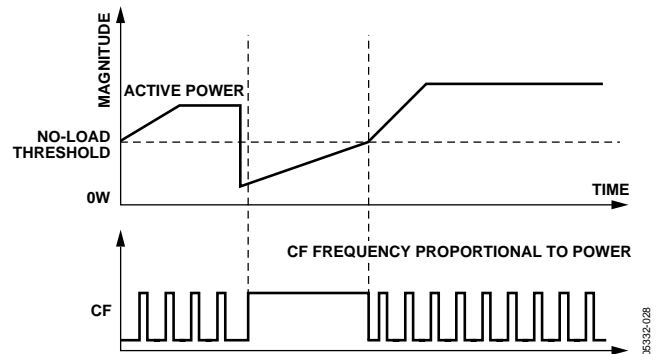 MAGNITUDE
ACTIVE POWER
NO-LOAD
THRESHOLD
0W
TIME
CF FREQUENCY PROPORTIONAL TO POWER
CF
05332-028